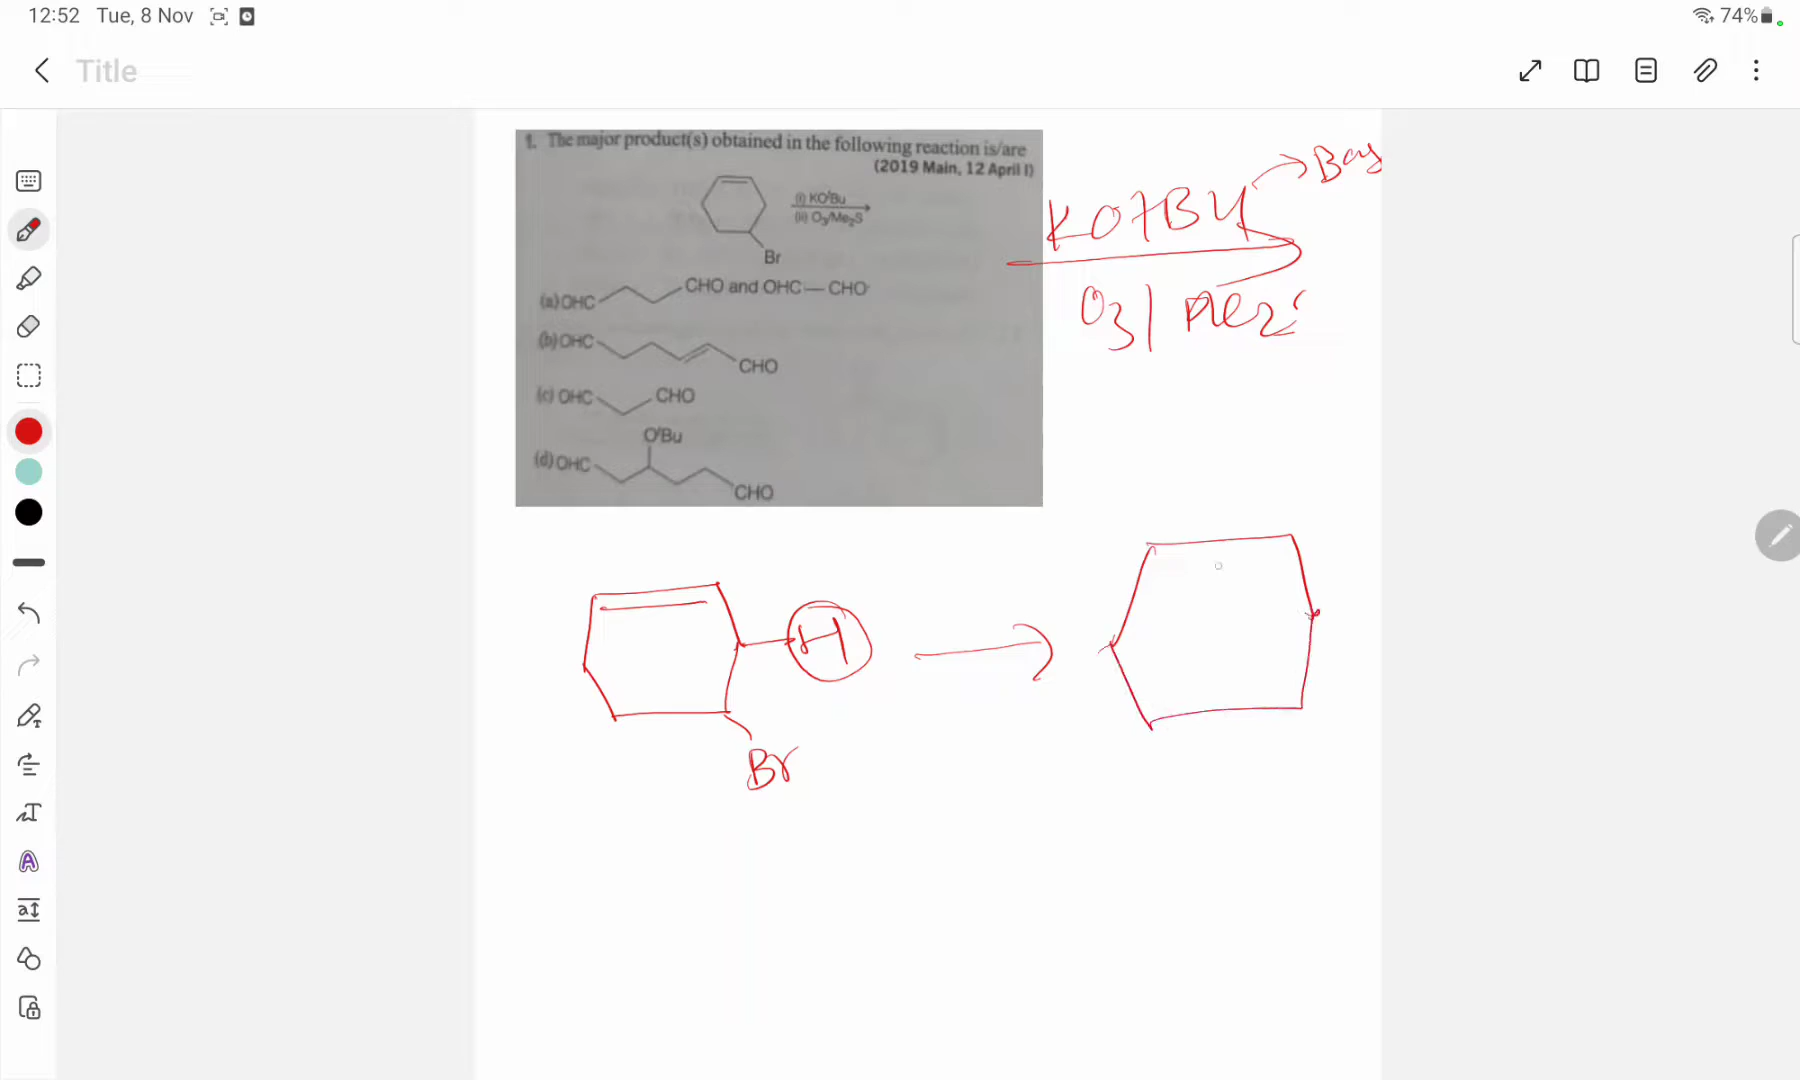 12:52 Tue, 8 Nov
74%
Title
1. The major product(s) obtained in the following reaction is/are
(2019 Main, 12 April I)
(i) KOᵗBu
(ii) O₃/Me₂S
Br
(a) OHC CHO and OHC—CHO
(b) OHC CHO
(c) OHC CHO
OᵗBu
(d) OHC CHO
KOtBu
O3 | Me2
H
Br